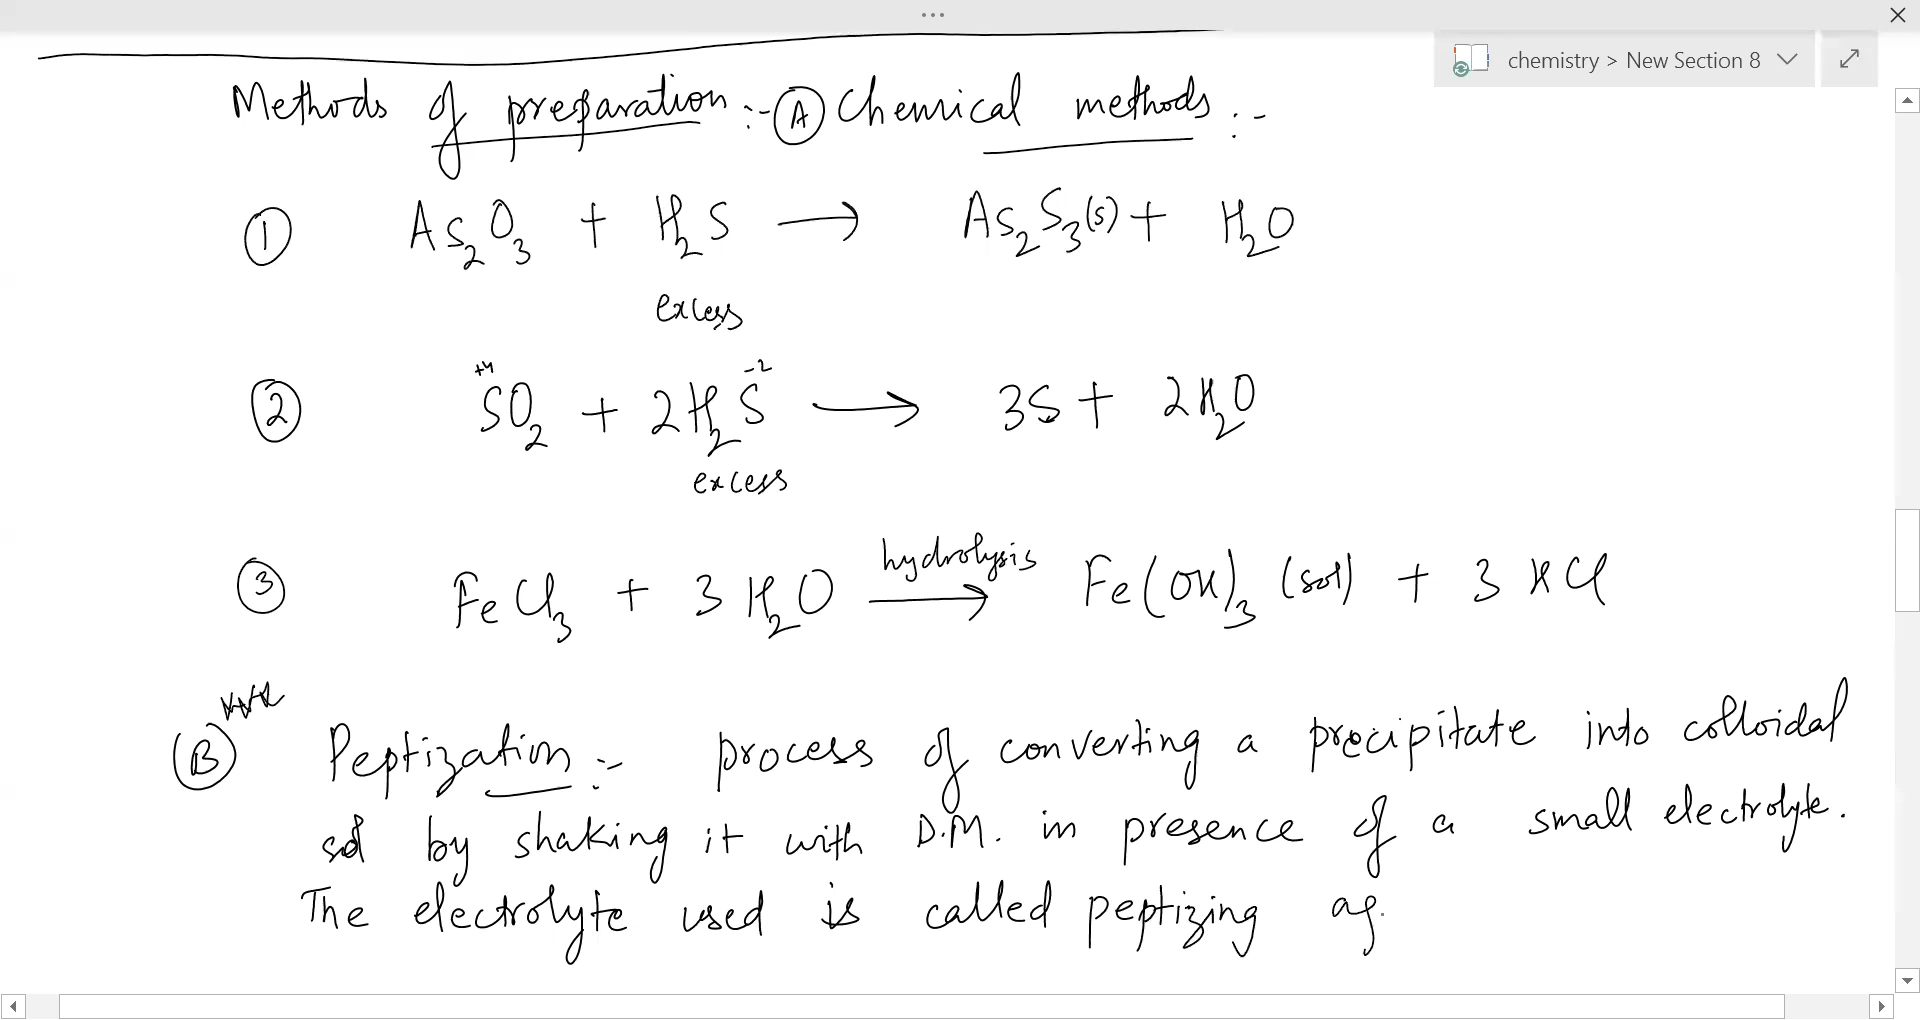 ...
chemistry > New Section 8
Methods of preparation :- (A) Chemical methods :-
(1) As₂O₃ + H₂S → As₂S₃(s) + H₂O
excess
+4 -2
(2) SO₂ + 2H₂S → 3S + 2H₂O
excess
hydrolysis
(3) FeCl₃ + 3H₂O → Fe(OH)₃ (sol) + 3HCl
(B) Peptization :- process of converting a precipitate into colloidal
sol by shaking it with D.M. in presence of a small electrolyte.
The electrolyte used is called peptizing ag